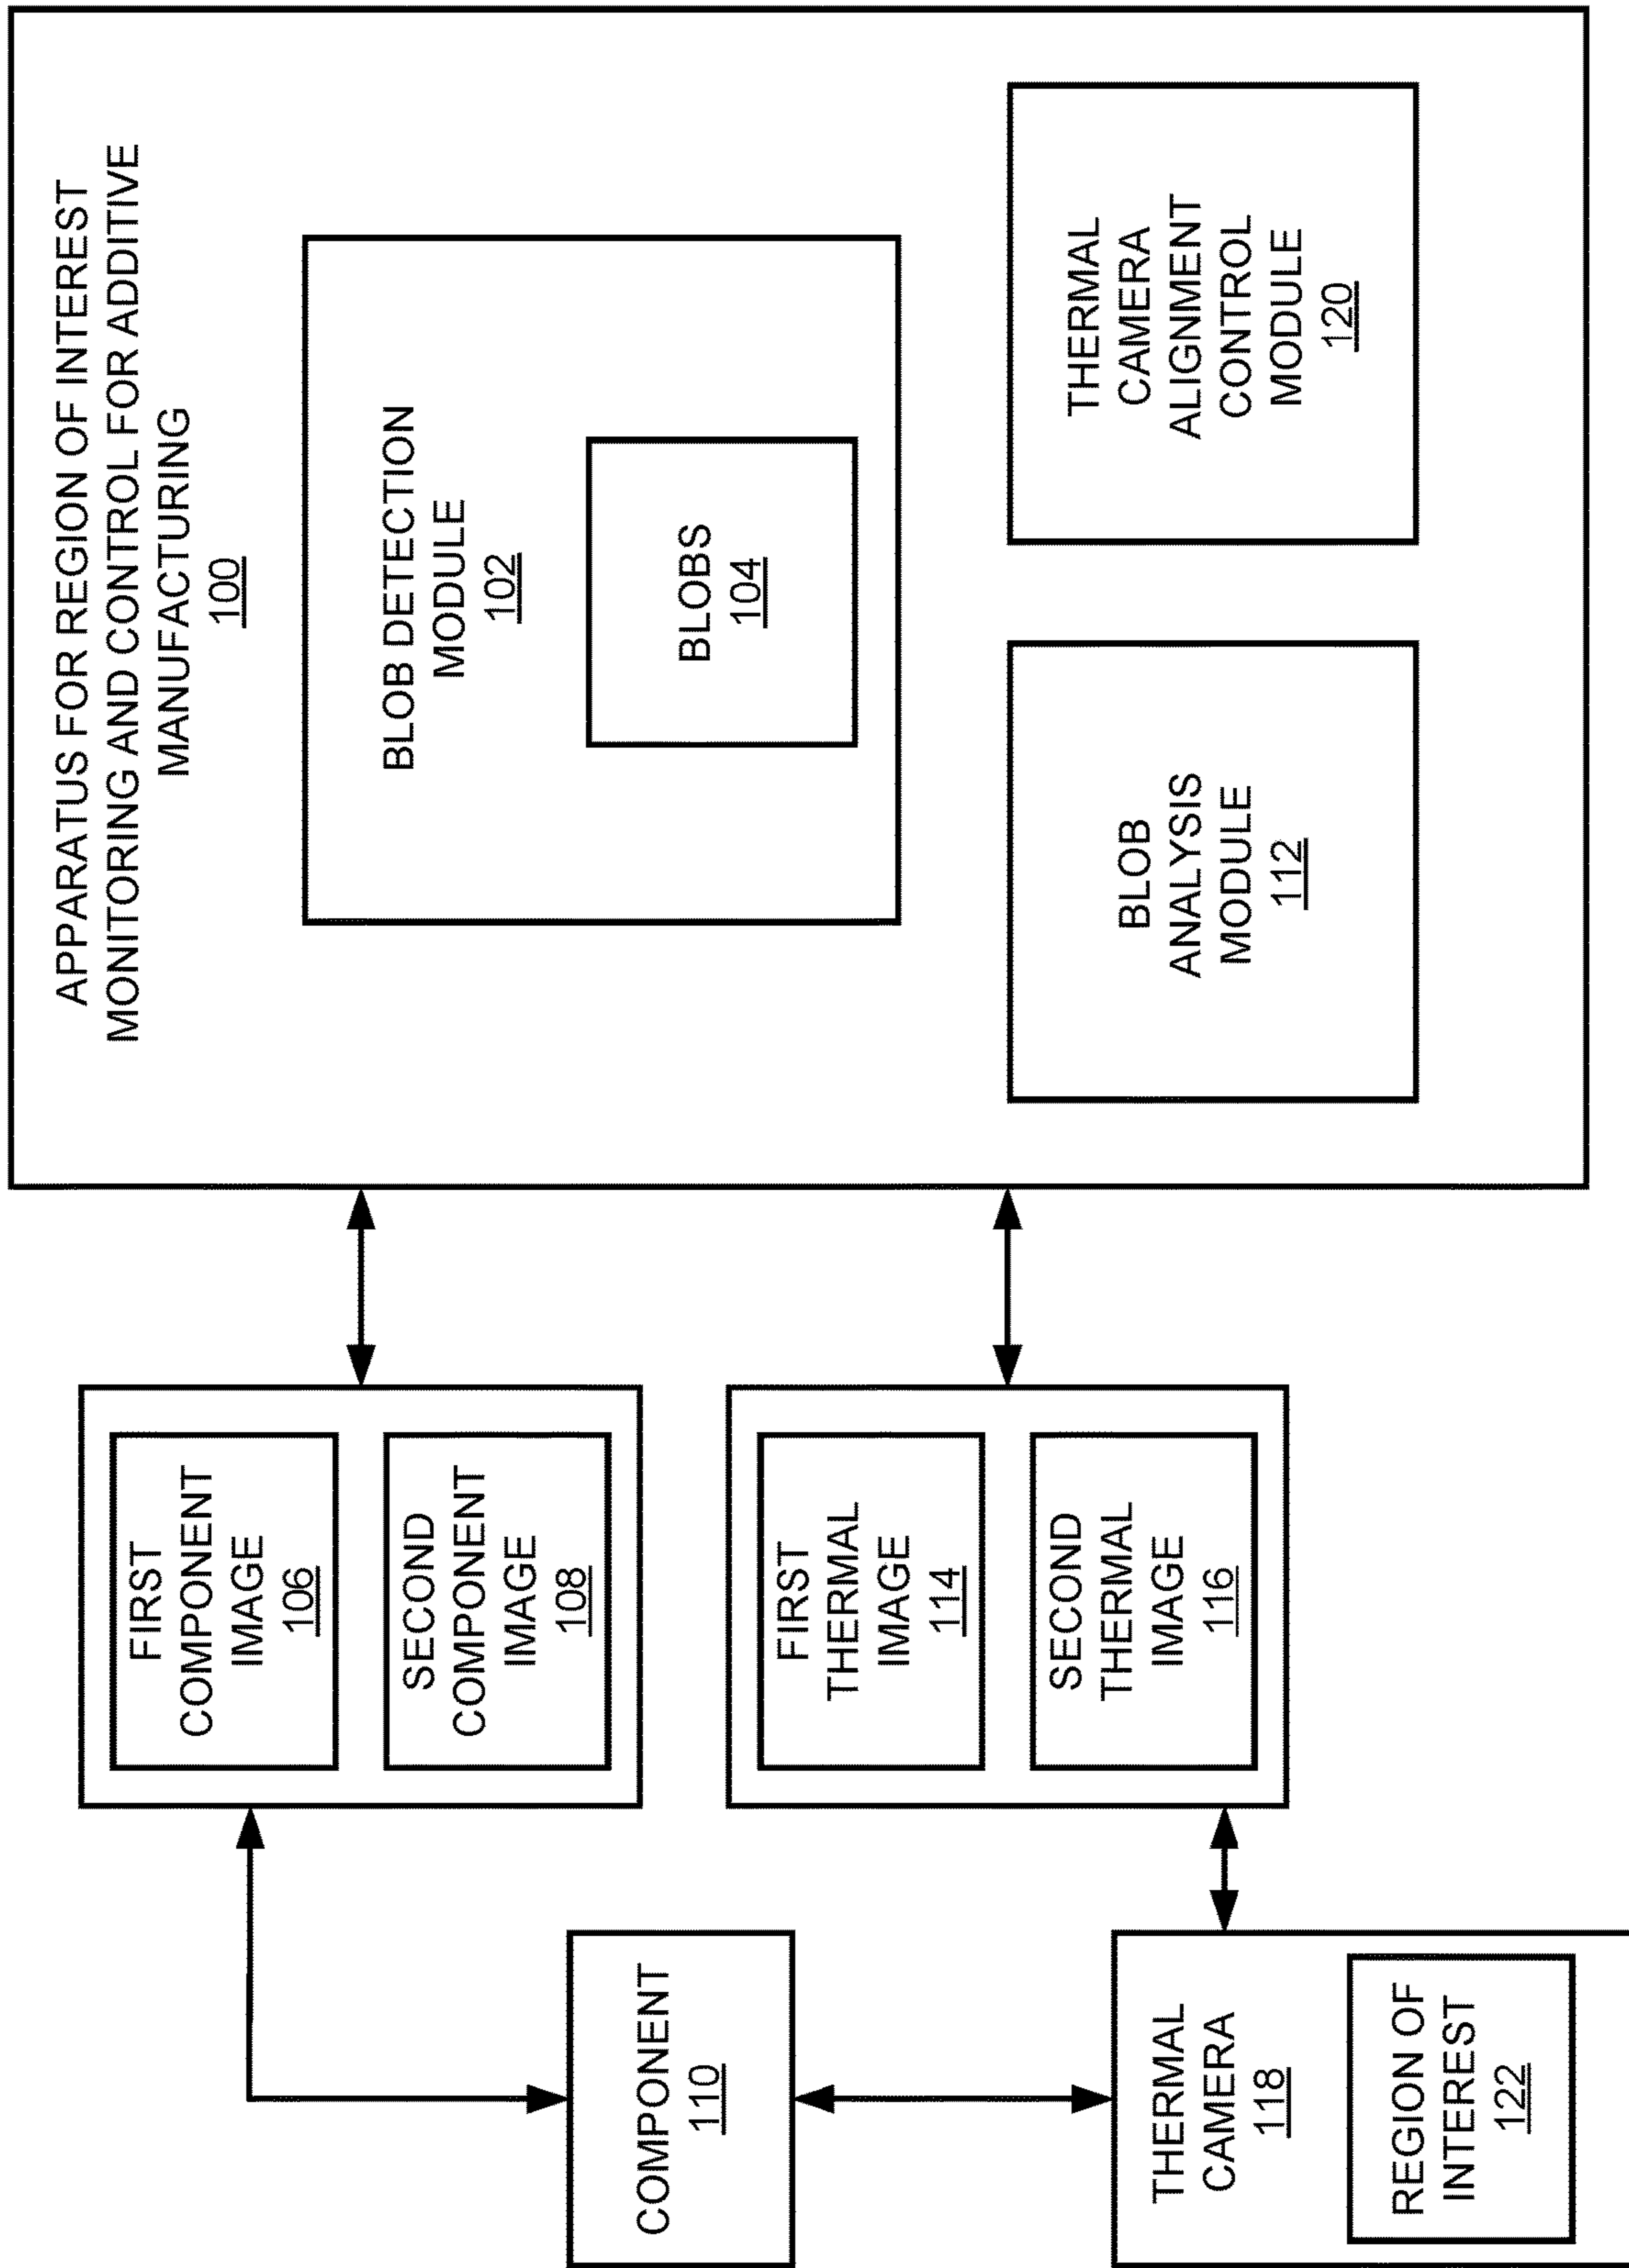 APPARATUS FOR REGION OF INTEREST
MONITORING AND CONTROL FOR ADDITIVE
MANUFACTURING
100
BLOB DETECTION
MODULE
102
BLOBS
104
BLOB
ANALYSIS
MODULE
112
THERMAL
CAMERA
ALIGNMENT
CONTROL
MODULE
120
FIRST
COMPONENT
IMAGE
106
SECOND
COMPONENT
IMAGE
108
FIRST
THERMAL
IMAGE
114
SECOND
THERMAL
IMAGE
116
COMPONENT
110
THERMAL
CAMERA
118
REGION OF
INTEREST
122